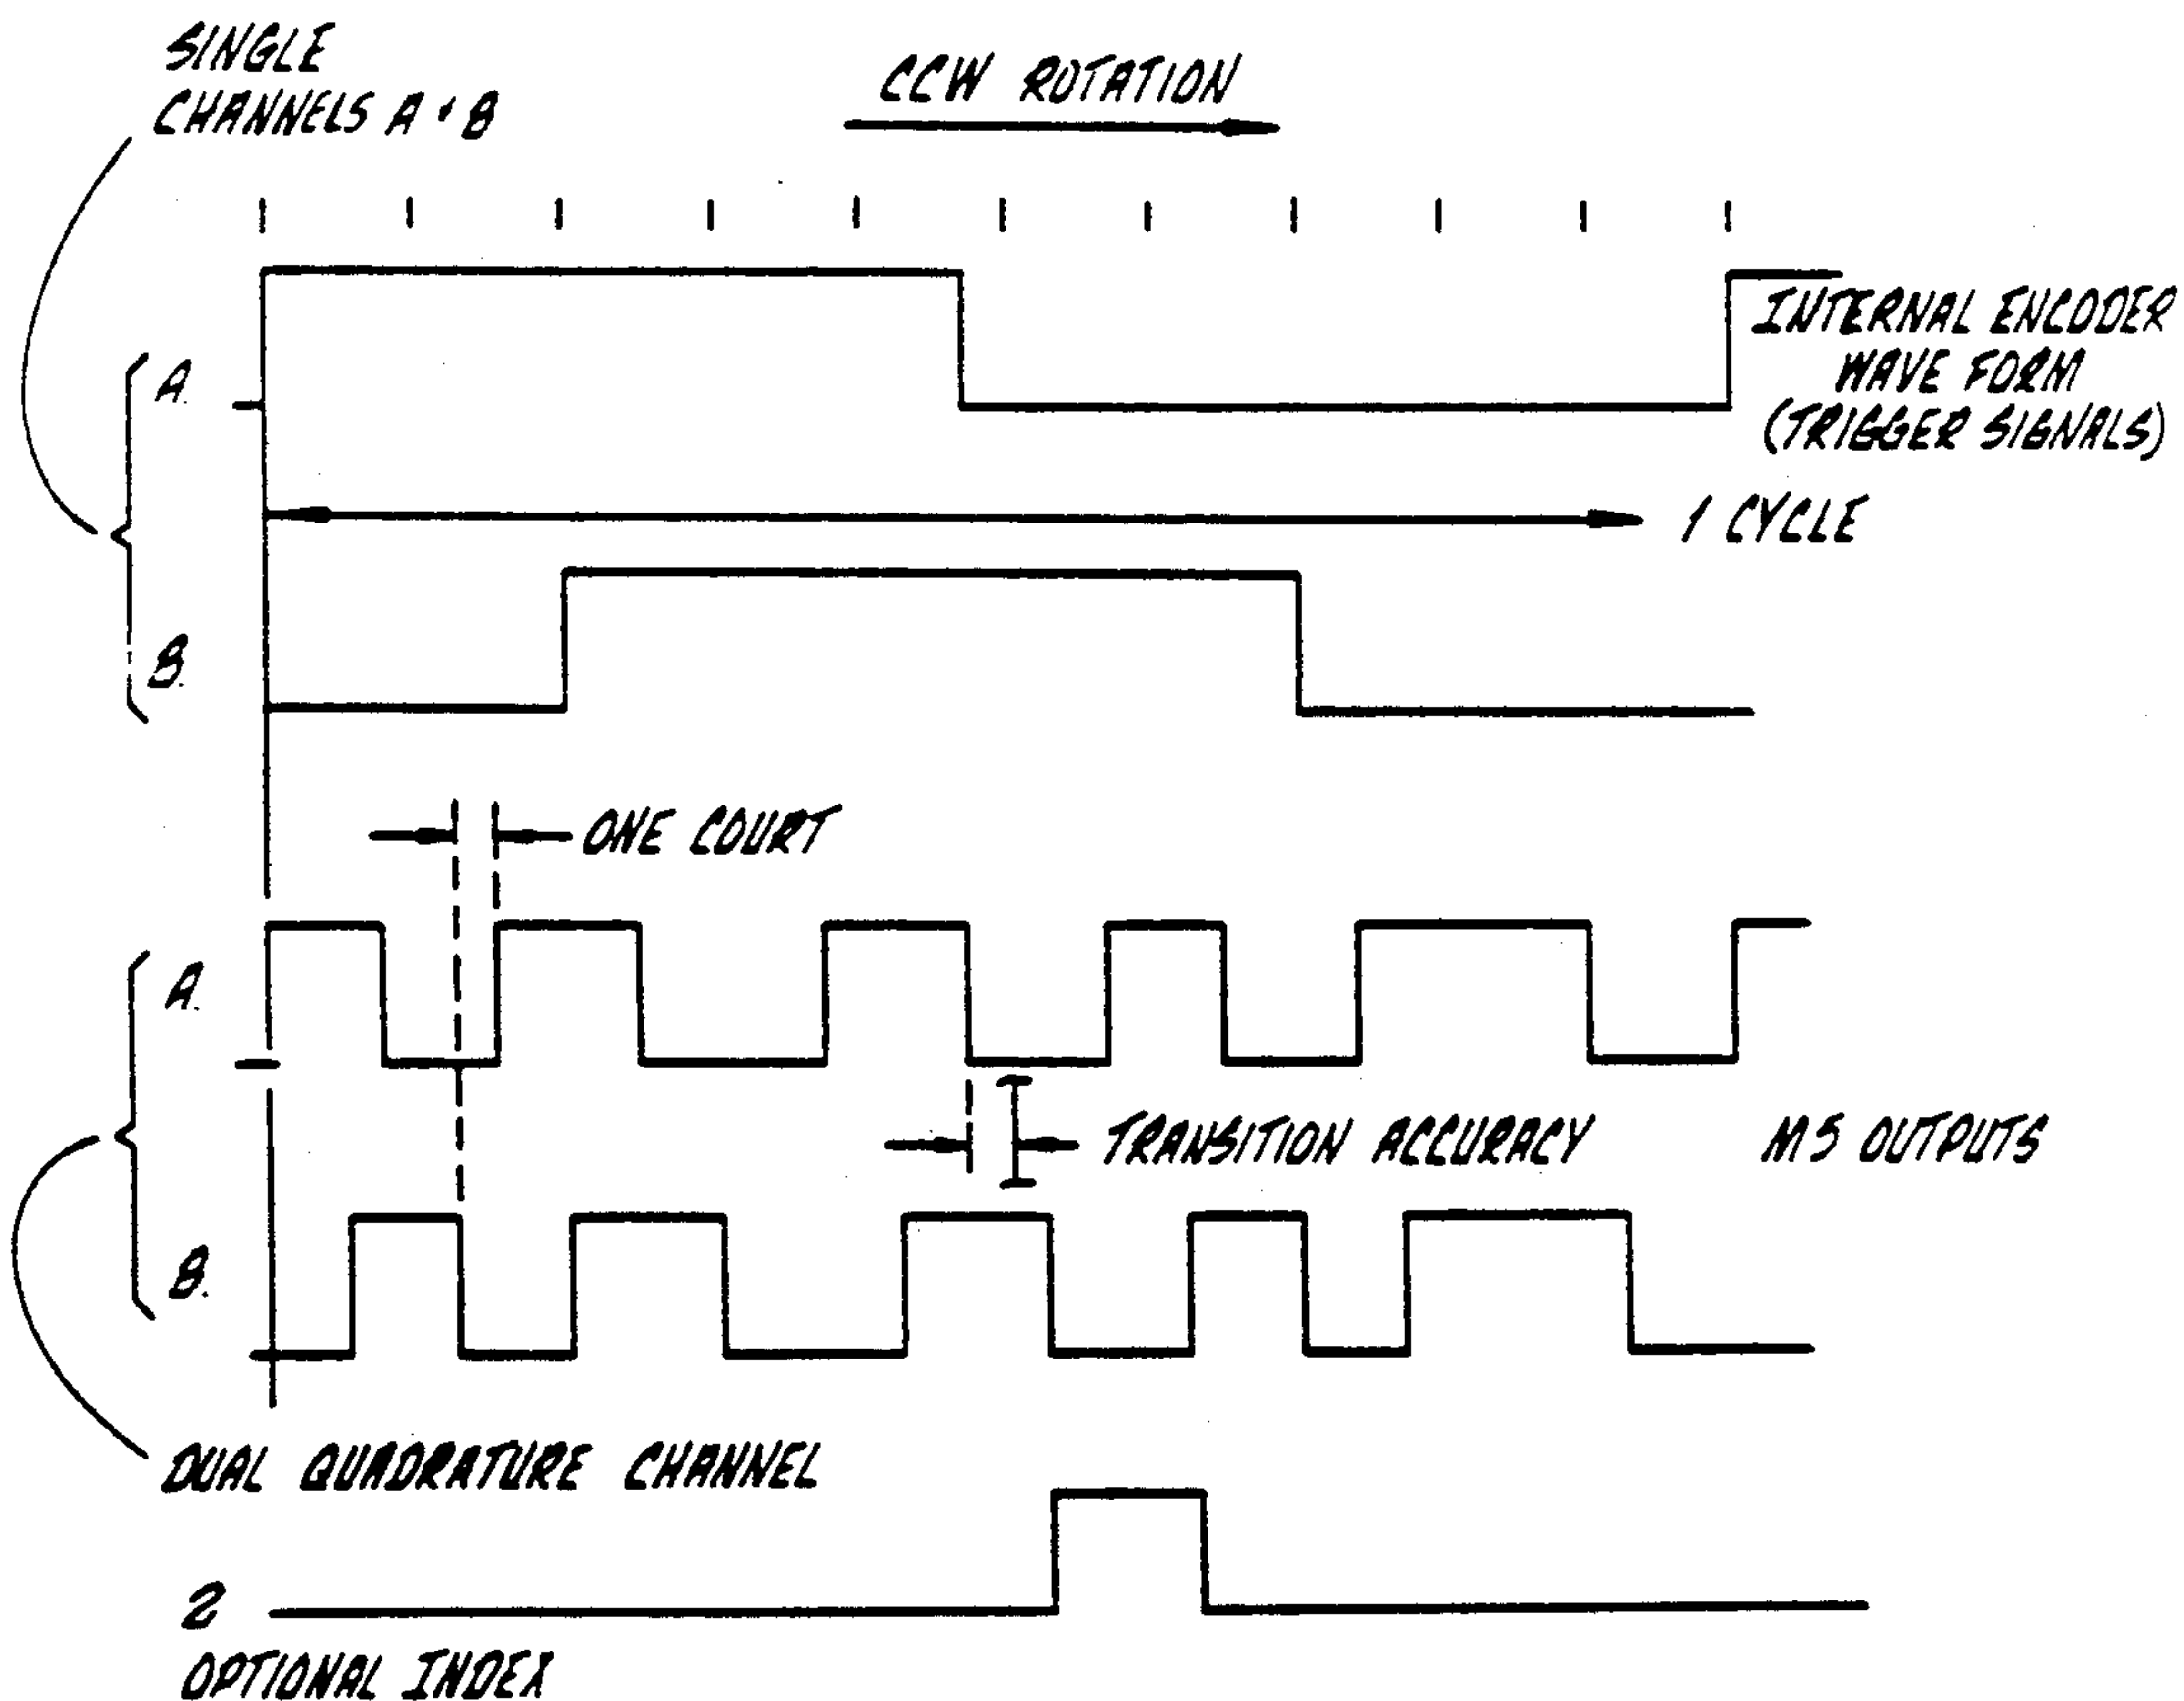 SINGLE
CHANNELS A & B
CCW ROTATION
A.
INTERNAL ENCODER
WAVE FORM
(TRIGGER SIGNALS)
1 CYCLE
B.
ONE COURT
A.
TRANSITION ACCURACY
M5 OUTPUTS
B.
DUAL QUADRATURE CHANNEL
2
OPTIONAL INDEX